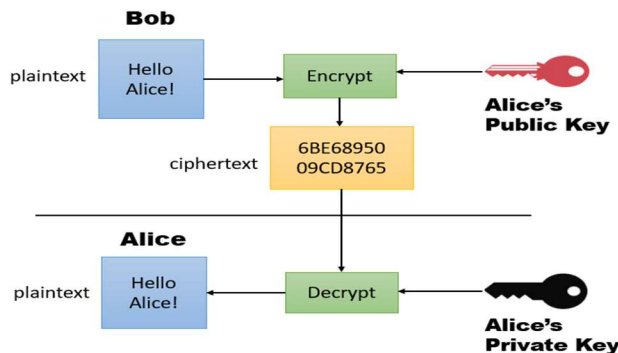 Bob
plaintext
Hello
Alice!
Encrypt
Alice's
Public Key
ciphertext
6BE68950
09CD8765
Alice
plaintext
Hello
Alice!
Decrypt
Alice's
Private Key